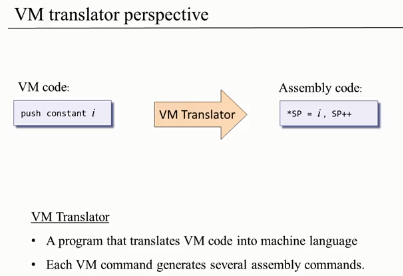 VM translator perspective
VM code:
Assembly code:
push constant i
VM Translator
*SP = i, SP++
VM Translator
• A program that translates VM code into machine language
• Each VM command generates several assembly commands.